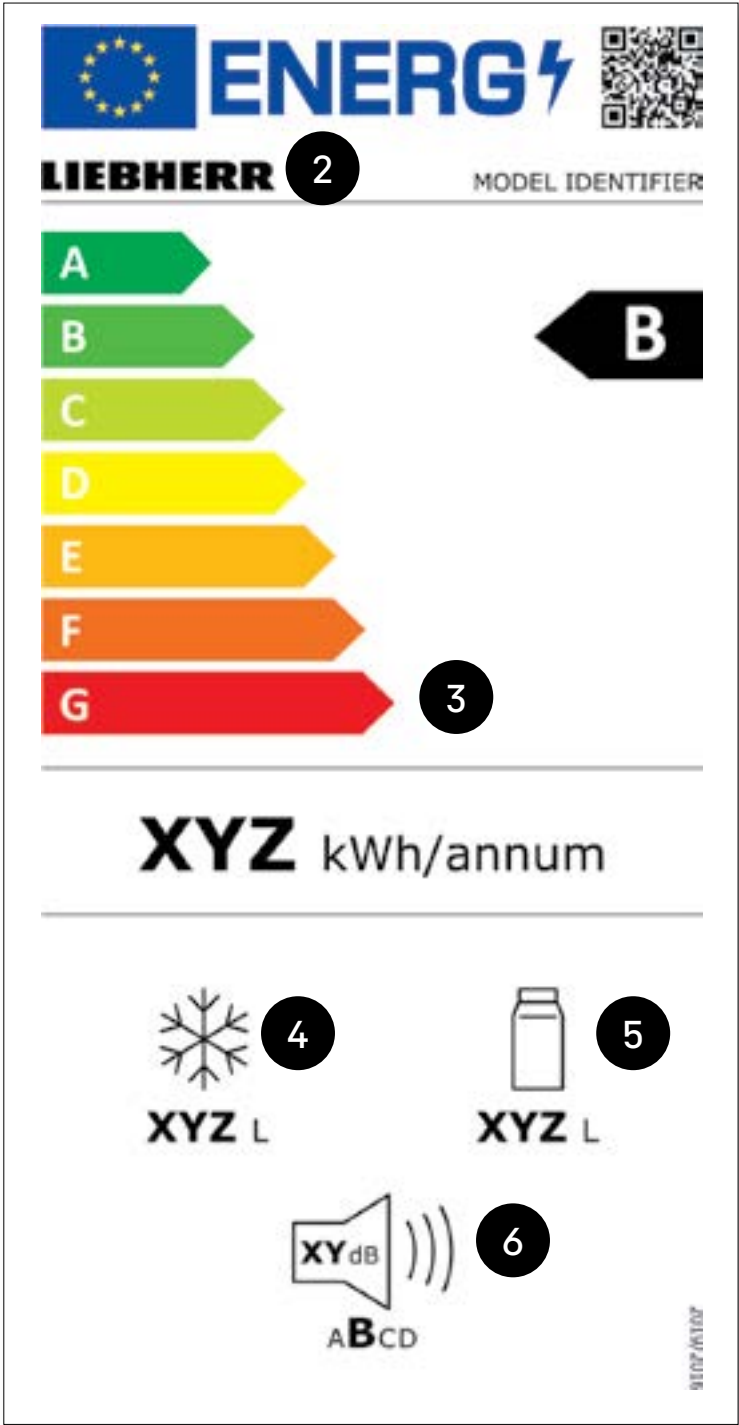 ENERG
LIEBHERR 2 MODEL IDENTIFIER
A
B B
C
D
E
F
G 3
XYZ kWh/annum
4 5
XYZ L XYZ L
XY dB 6
ABCD
2019/2016